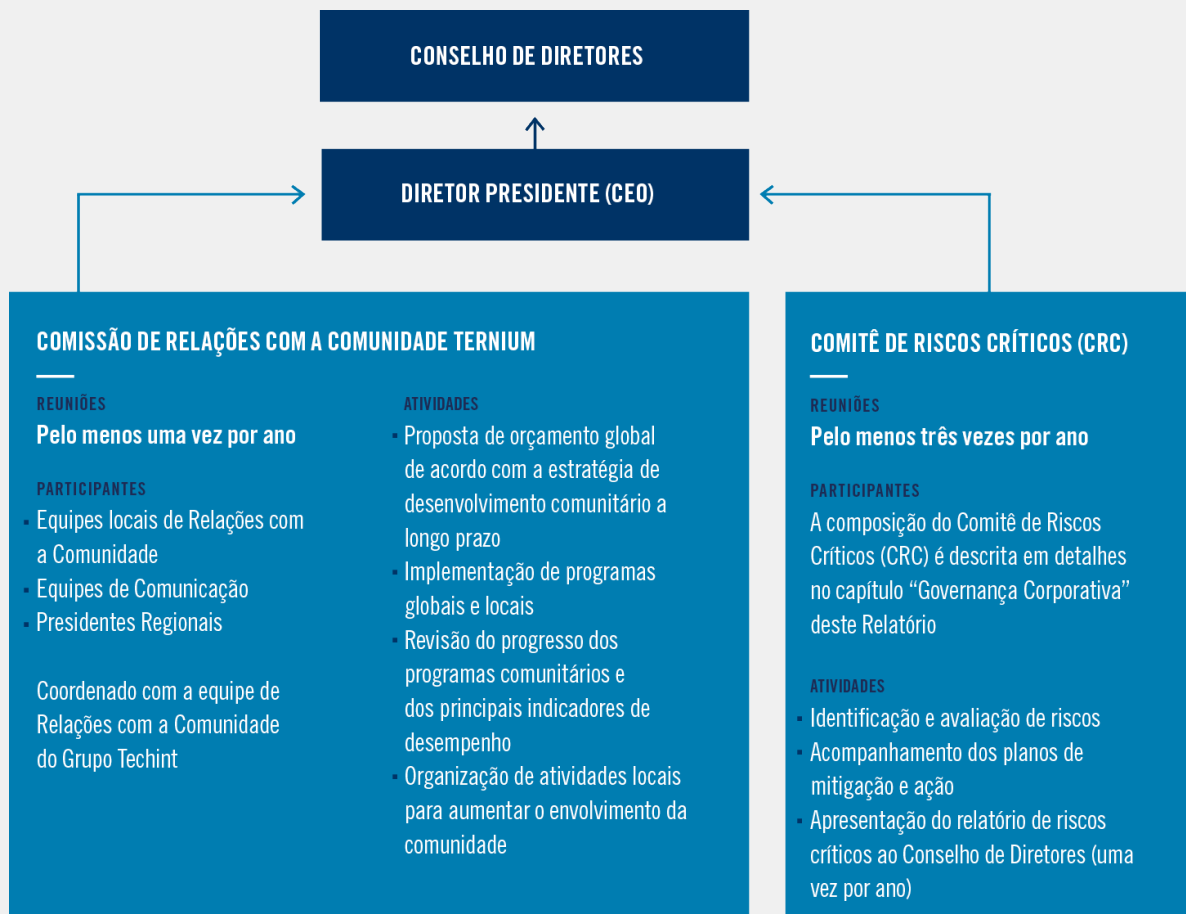 CONSELHO DE DIRETORES
DIRETOR PRESIDENTE (CEO)
COMISSÃO DE RELAÇÕES COM A COMUNIDADE TERNIUM
REUNIÕES
Pelo menos uma vez por ano
PARTICIPANTES
▪ Equipes locais de Relações com
a Comunidade
▪ Equipes de Comunicação
▪ Presidentes Regionais
Coordenado com a equipe de
Relações com a Comunidade
do Grupo Techint
ATIVIDADES
▪ Proposta de orçamento global
de acordo com a estratégia de
desenvolvimento comunitário a
longo prazo
▪ Implementação de programas
globais e locais
▪ Revisão do progresso dos
programas comunitários e
dos principais indicadores de
desempenho
▪ Organização de atividades locais
para aumentar o envolvimento da
comunidade
COMITÊ DE RISCOS CRÍTICOS (CRC)
REUNIÕES
Pelo menos três vezes por ano
PARTICIPANTES
A composição do Comitê de Riscos
Críticos (CRC) é descrita em detalhes
no capítulo “Governança Corporativa”
deste Relatório
ATIVIDADES
▪ Identificação e avaliação de riscos
▪ Acompanhamento dos planos de
mitigação e ação
▪ Apresentação do relatório de riscos
críticos ao Conselho de Diretores (uma
vez por ano)